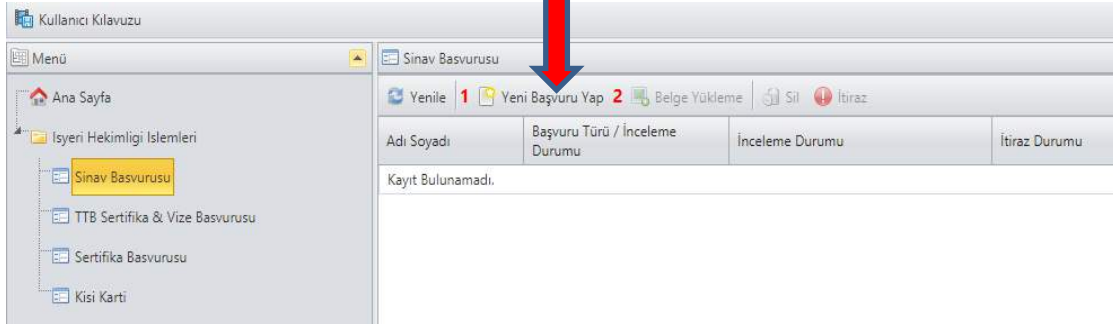 Kullanıcı Kılavuzu
Menü
Ana Sayfa
Isyeri Hekimligi Islemleri
Sinav Basvurusu
TTB Sertifika & Vize Basvurusu
Sertifika Basvurusu
Kisi Karti
Sinav Basvurusu
Yenile 1 Yeni Başvuru Yap 2 Belge Yükleme Sil İtiraz
Adı Soyadı
Başvuru Türü / İnceleme
Durumu
İnceleme Durumu
İtiraz Durumu
Kayıt Bulunamadı.